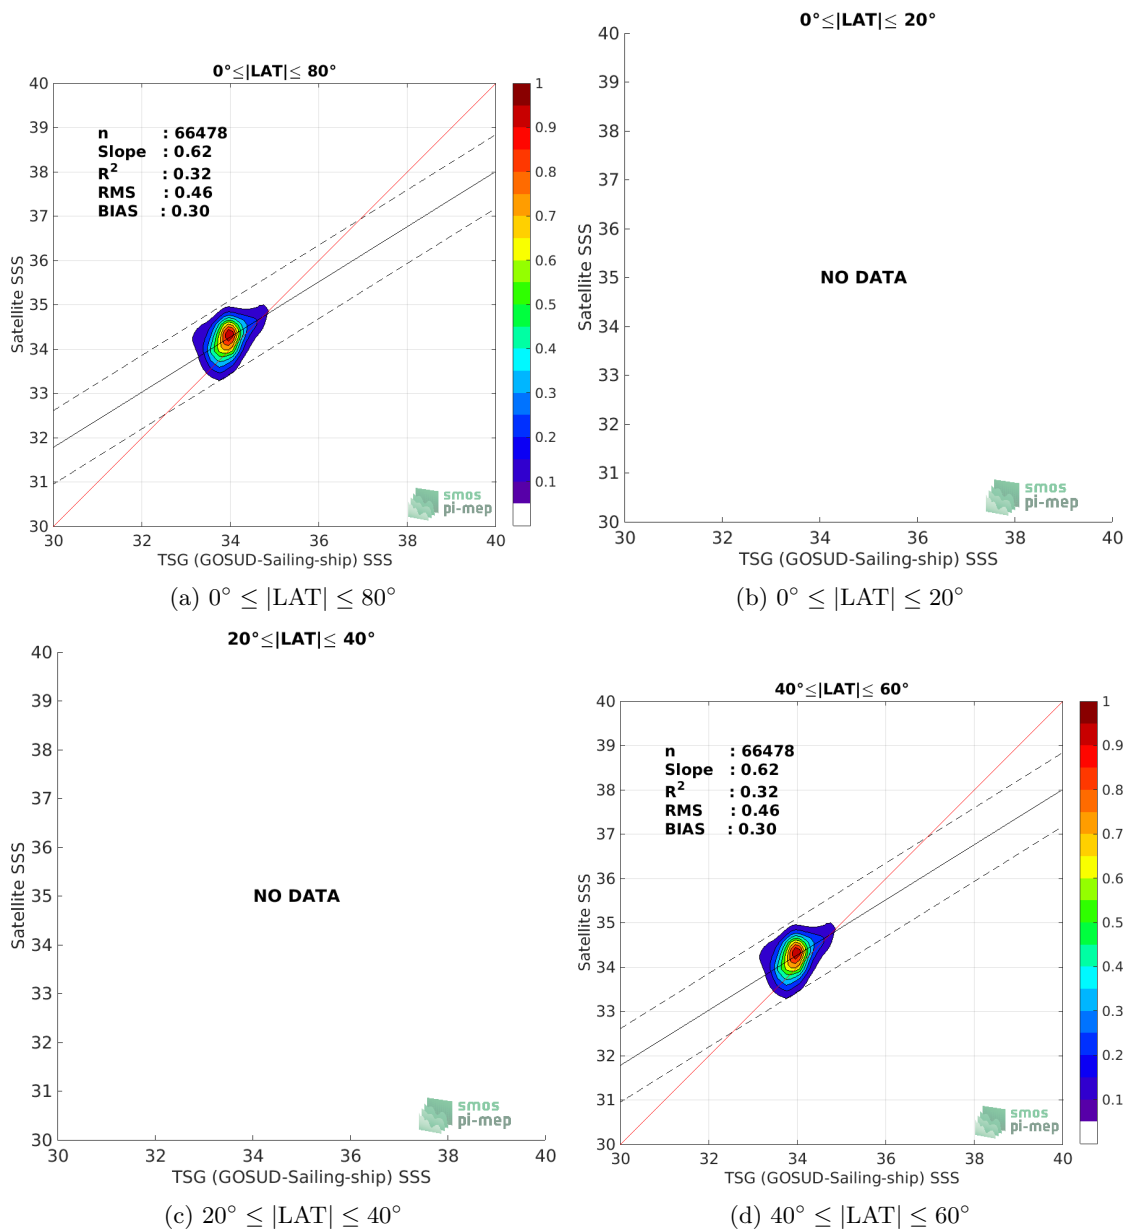 0°≤|LAT|≤ 80°
n : 66478
Slope : 0.62
R² : 0.32
RMS : 0.46
BIAS : 0.30
40
39
38
37
36
35
34
33
32
31
30
Satellite SSS
30 32 34 36 38 40
TSG (GOSUD-Sailing-ship) SSS
1
0.9
0.8
0.7
0.6
0.5
0.4
0.3
0.2
0.1
smos
pi-mep
(a) 0° ≤ |LAT| ≤ 80°
0°≤|LAT|≤ 20°
40
39
38
37
36
35
34
33
32
31
30
Satellite SSS
NO DATA
smos
pi-mep
30 32 34 36 38 40
TSG (GOSUD-Sailing-ship) SSS
(b) 0° ≤ |LAT| ≤ 20°
20°≤|LAT|≤ 40°
40
39
38
37
36
35
34
33
32
31
30
Satellite SSS
NO DATA
smos
pi-mep
30 32 34 36 38 40
TSG (GOSUD-Sailing-ship) SSS
(c) 20° ≤ |LAT| ≤ 40°
40°≤|LAT|≤ 60°
n : 66478
Slope : 0.62
R² : 0.32
RMS : 0.46
BIAS : 0.30
40
39
38
37
36
35
34
33
32
31
30
Satellite SSS
30 32 34 36 38 40
TSG (GOSUD-Sailing-ship) SSS
1
0.9
0.8
0.7
0.6
0.5
0.4
0.3
0.2
0.1
smos
pi-mep
(d) 40° ≤ |LAT| ≤ 60°